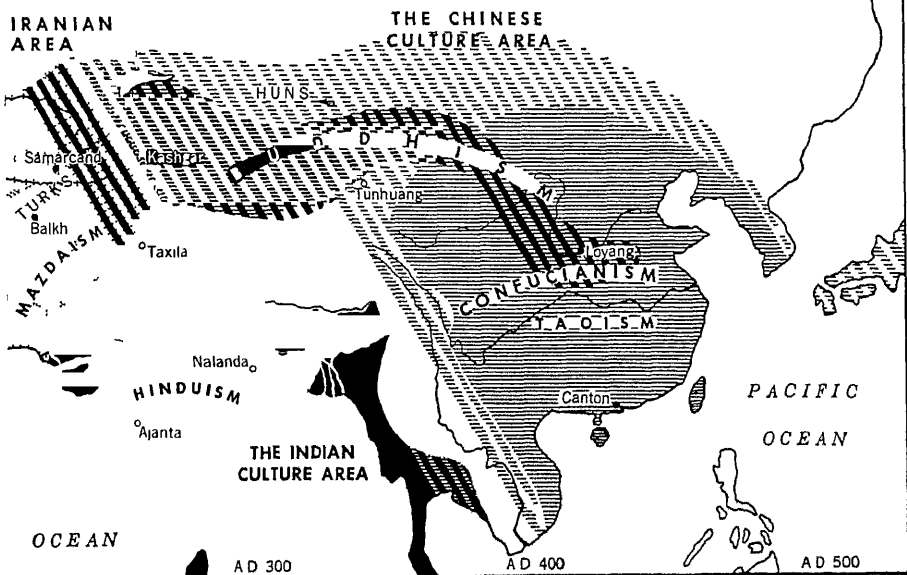 IRANIAN
AREA
THE CHINESE
CULTURE AREA
HUNS
BUDDHISM
Samarcand
Kashgar
TURKS
Tunhuang
Balkh
Taxila
MAZDAISM
Loyang
CONFUCIANISM
TAOISM
Nalanda
HINDUISM
Canton
PACIFIC
OCEAN
Ajanta
THE INDIAN
CULTURE AREA
OCEAN
AD 300
AD 400
AD 500